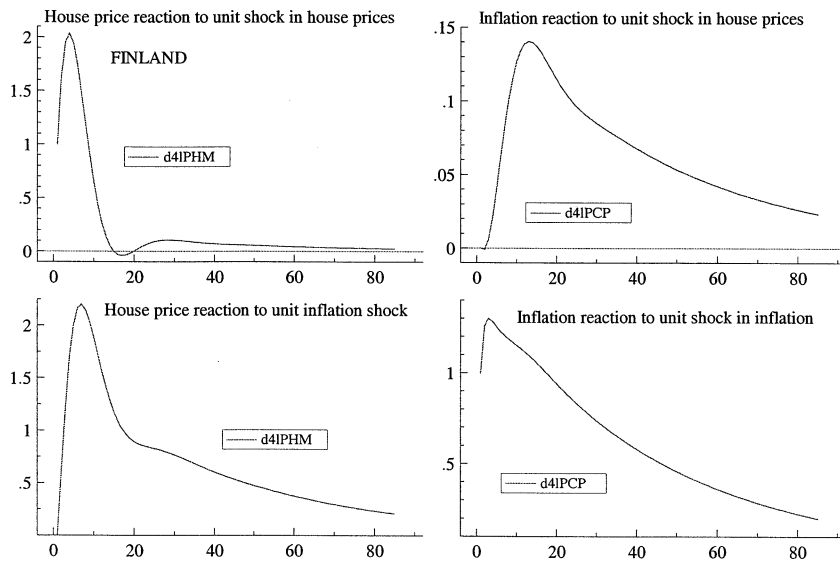 House price reaction to unit shock in house prices
2
FINLAND
1.5
d4lPHM
1
.5
0
0 20 40 60 80
Inflation reaction to unit shock in house prices
.15
.1
.05
d4lPCP
0
0 20 40 60 80
House price reaction to unit inflation shock
2
1.5
1
d4lPHM
.5
0 20 40 60 80
Inflation reaction to unit shock in inflation
1
.5
d4lPCP
0 20 40 60 80